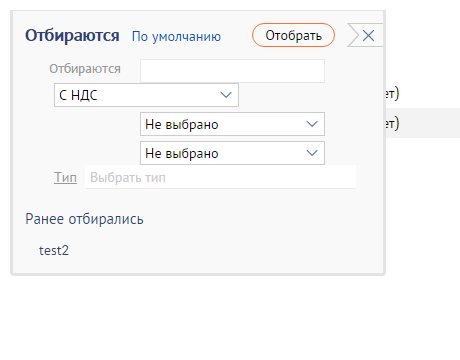 Отбираются По умолчанию Отобрать
Отбираются
С НДС
ет)
Не выбрано
ет)
Не выбрано
Тип Выбрать тип
Ранее отбирались
test2